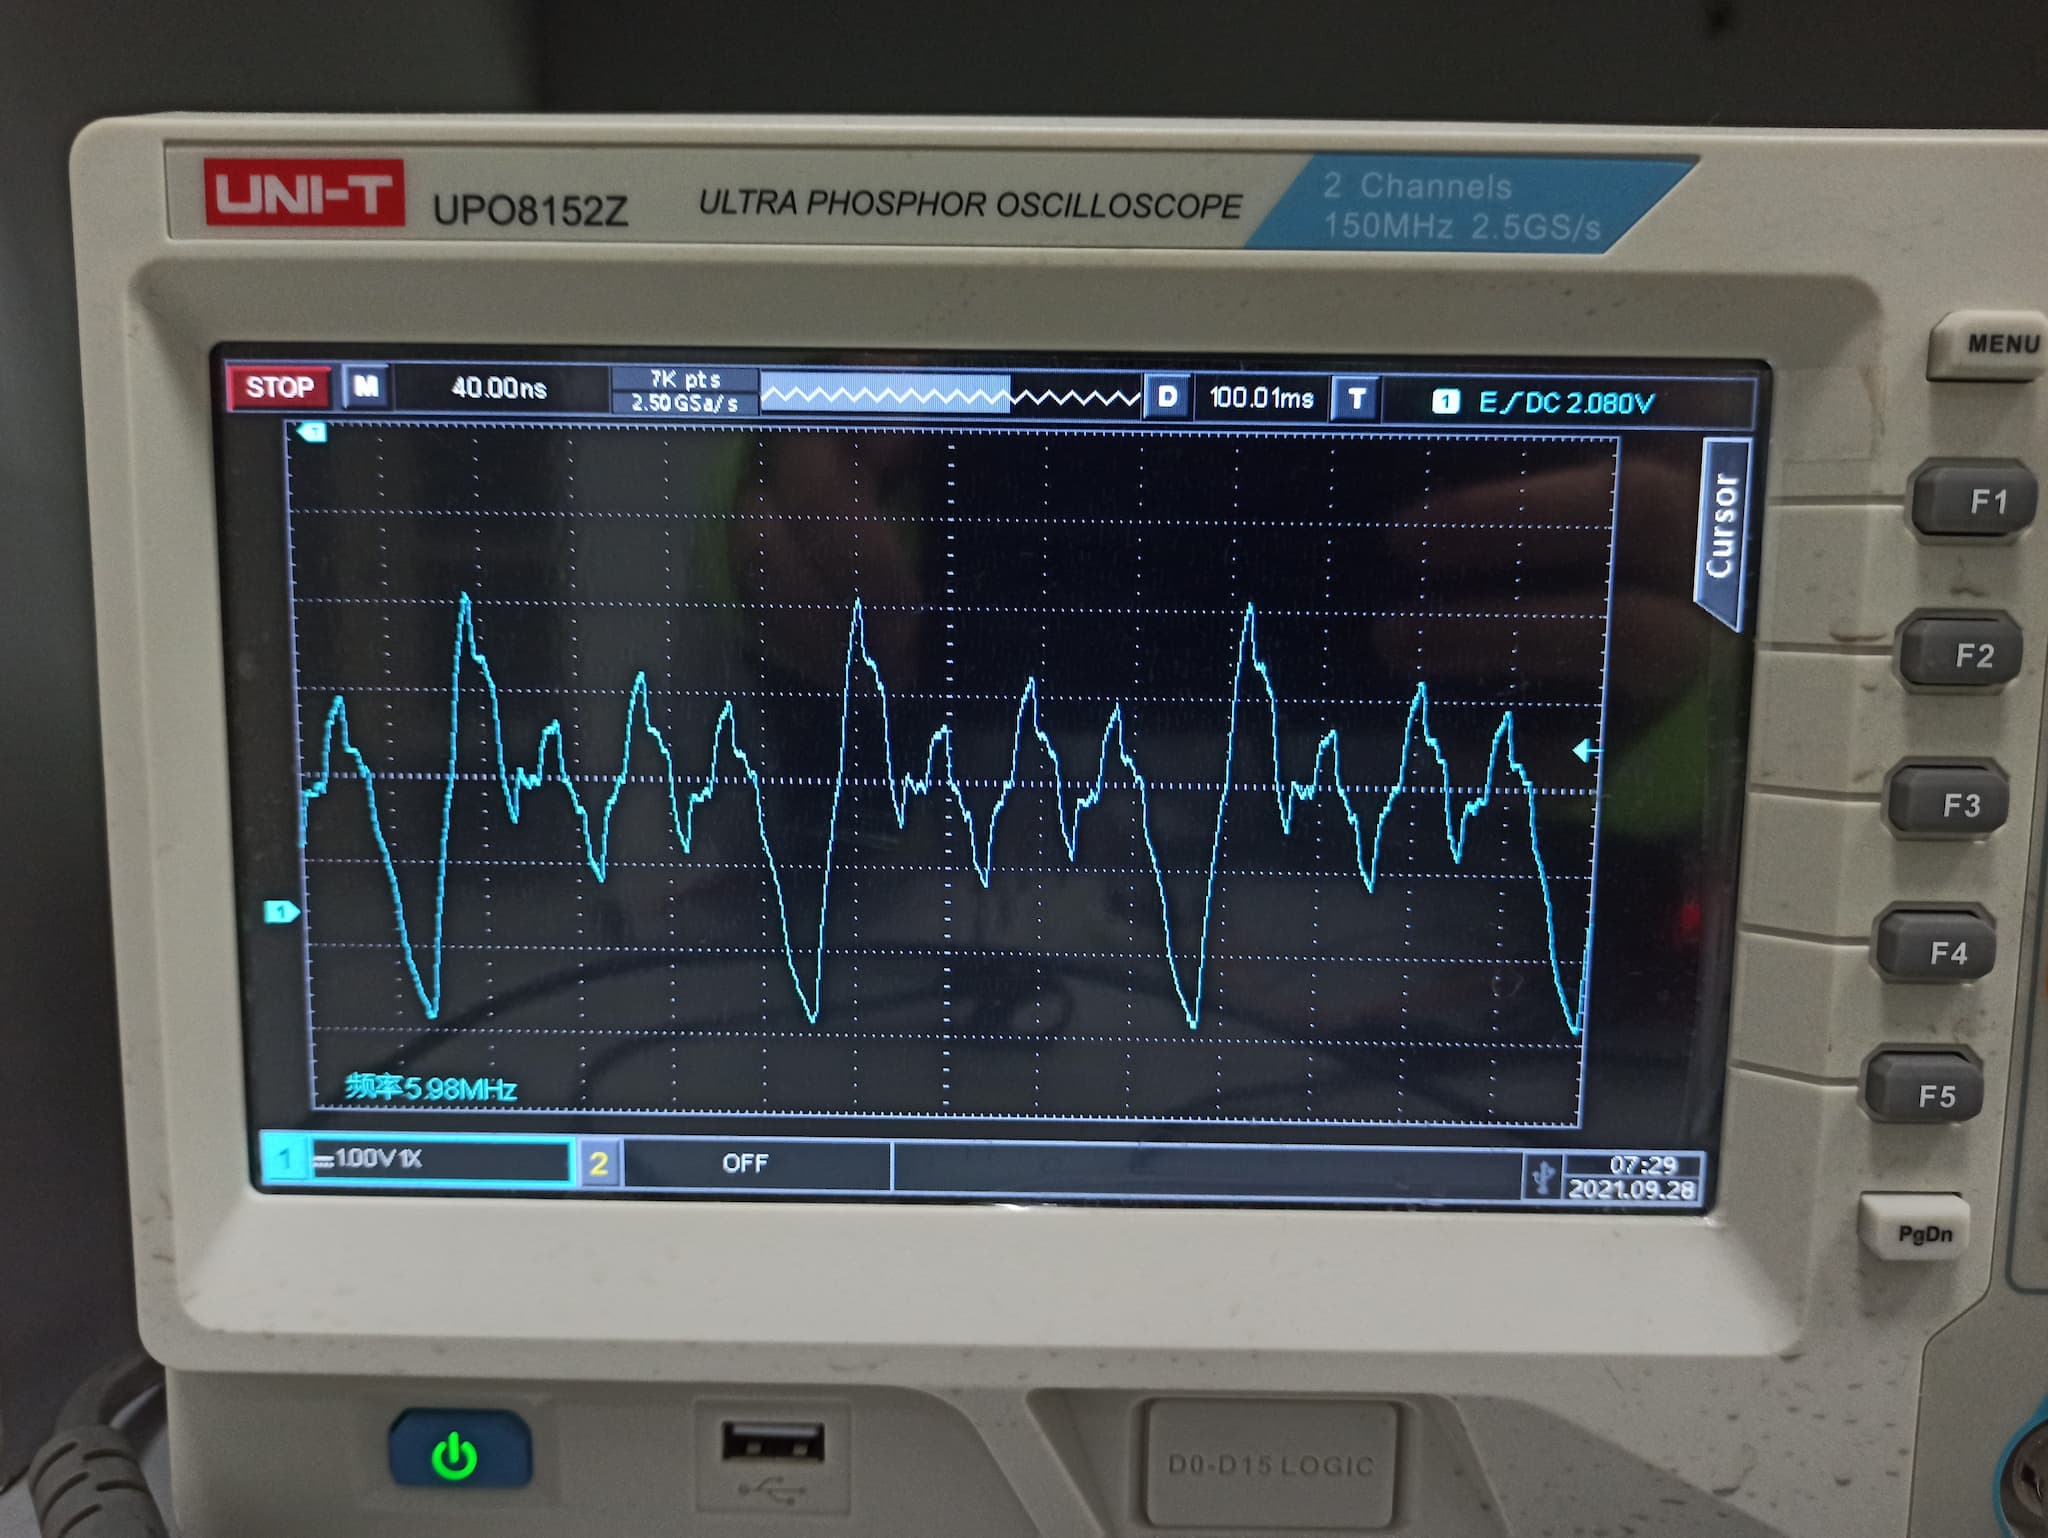 UNI-T UPO8152Z ULTRA PHOSPHOR OSCILLOSCOPE
2 Channels
150MHz 2.5GS/s
MENU
STOP M 40.00ns
7K pts
2.50GSa/s
D 100.01ms T 1 E DC 2.080V
Cursor
F1
F2
F3
F4
F5
1
频率5.98MHz
1 1.00V 1X 2 OFF
07:29
2021.09.28
PgDn
D0-D15 LOGIC